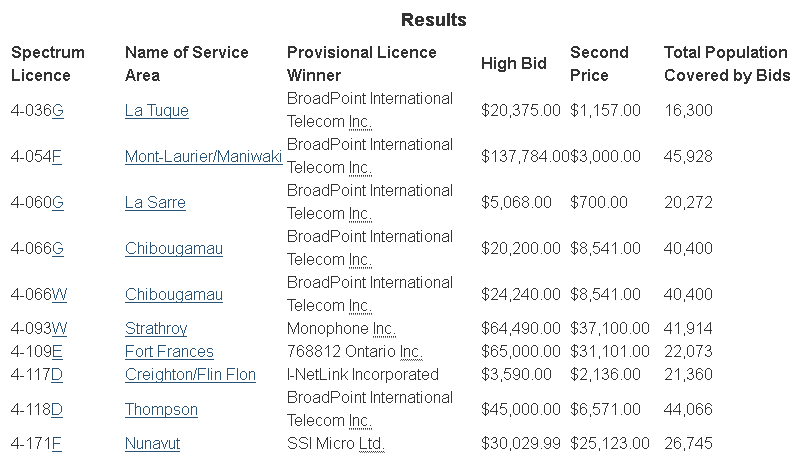 Results
Spectrum Licence Name of Service Area Provisional Licence Winner High Bid Second Price Total Population Covered by Bids
4-036G La Tuque BroadPoint International Telecom Inc. $20,375.00 $1,157.00 16,300
4-054F Mont-Laurier/Maniwaki BroadPoint International Telecom Inc. $137,784.00 $3,000.00 45,928
4-060G La Sarre BroadPoint International Telecom Inc. $5,068.00 $700.00 20,272
4-066G Chibougamau BroadPoint International Telecom Inc. $20,200.00 $8,541.00 40,400
4-066W Chibougamau BroadPoint International Telecom Inc. $24,240.00 $8,541.00 40,400
4-093W Strathroy Monophone Inc. $64,490.00 $37,100.00 41,914
4-109E Fort Frances 768812 Ontario Inc. $65,000.00 $31,101.00 22,073
4-117D Creighton/Flin Flon I-NetLink Incorporated $3,590.00 $2,136.00 21,360
4-118D Thompson BroadPoint International Telecom Inc. $45,000.00 $6,571.00 44,066
4-171F Nunavut SSI Micro Ltd. $30,029.99 $25,123.00 26,745